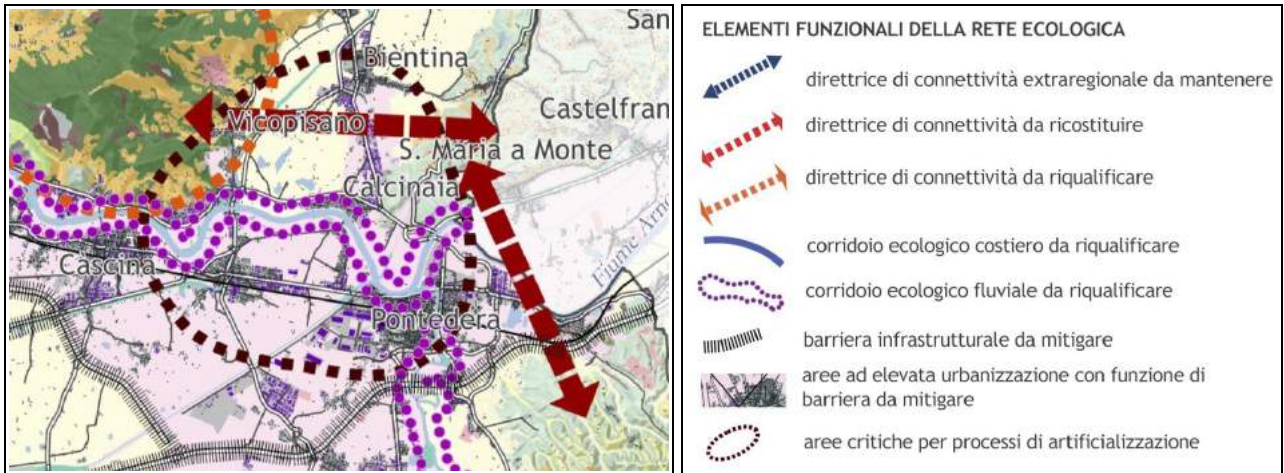 San
Bièntina
Castelfran
Vicopisano
S. Maria a Monte
Calcinaia
Fiume Arno
Càscina
Pontedera
ELEMENTI FUNZIONALI DELLA RETE ECOLOGICA
direttrice di connettività extraregionale da mantenere
direttrice di connettività da ricostituire
direttrice di connettività da riqualificare
corridoio ecologico costiero da riqualificare
corridoio ecologico fluviale da riqualificare
barriera infrastrutturale da mitigare
aree ad elevata urbanizzazione con funzione di
barriera da mitigare
aree critiche per processi di artificializzazione